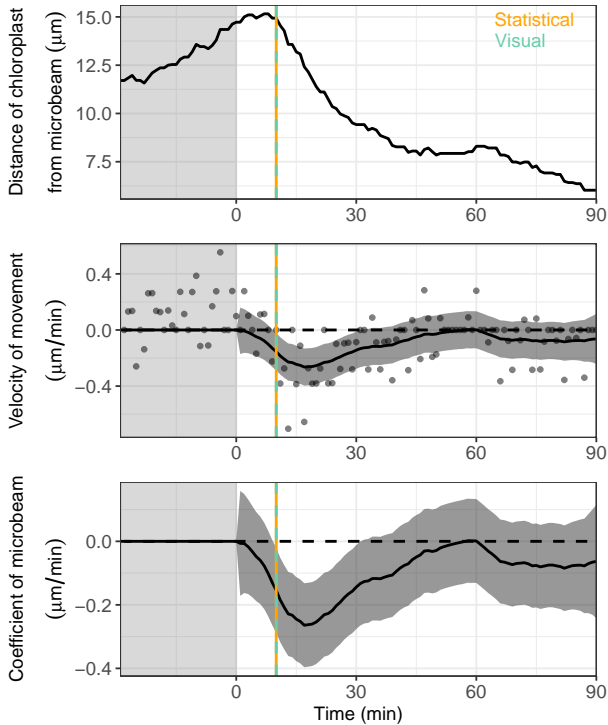 Distance of chloroplast
from microbeam (μm)
15.0
12.5
10.0
7.5
Statistical
Visual
0
30
60
90
Velocity of movement
(μm/min)
0.4
0.0
−0.4
0
30
60
90
Coefficient of microbeam
(μm/min)
0.0
−0.2
−0.4
0
30
60
90
Time (min)